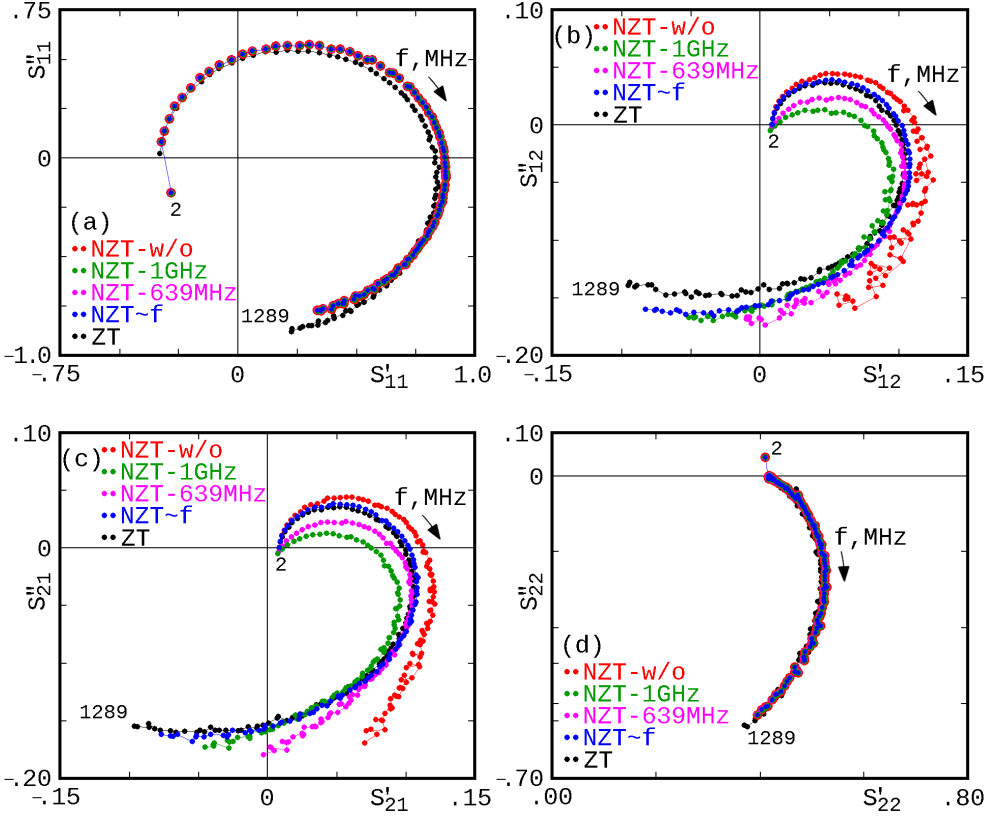 .75
S''11
0
-1.0
-.75
0
S'11
1.0
f,MHz
2
(a)
NZT-w/o
NZT-1GHz
NZT-639MHz
NZT~f
ZT
1289
.10
S''12
0
-.20
-.15
0
S'12
.15
(b)
NZT-w/o
NZT-1GHz
NZT-639MHz
NZT~f
ZT
f,MHz
2
1289
.10
S''21
0
-.20
-.15
0
S'21
.15
(c)
NZT-w/o
NZT-1GHz
NZT-639MHz
NZT~f
ZT
f,MHz
2
1289
.10
S''22
0
-.70
.00
S'22
.80
2
f,MHz
(d)
NZT-w/o
NZT-1GHz
NZT-639MHz
NZT~f
ZT
1289